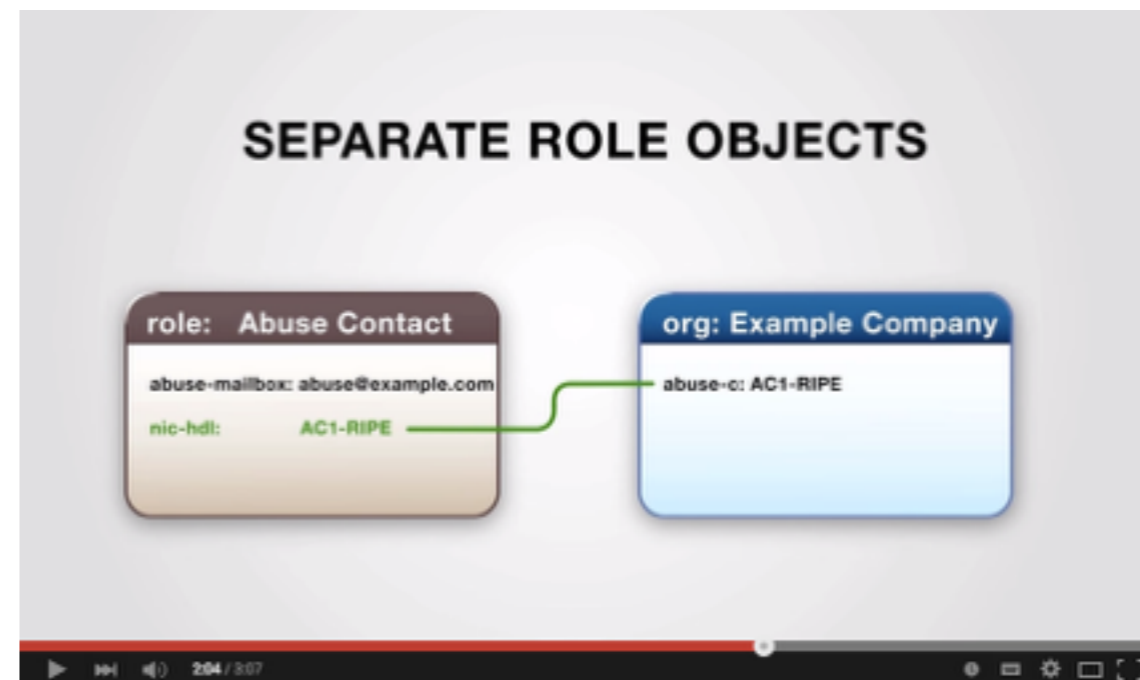 SEPARATE ROLE OBJECTS
role: Abuse Contact
abuse-mailbox: abuse@example.com
nic-hdl: AC1-RIPE
org: Example Company
abuse-c: AC1-RIPE
2:04 / 3:07